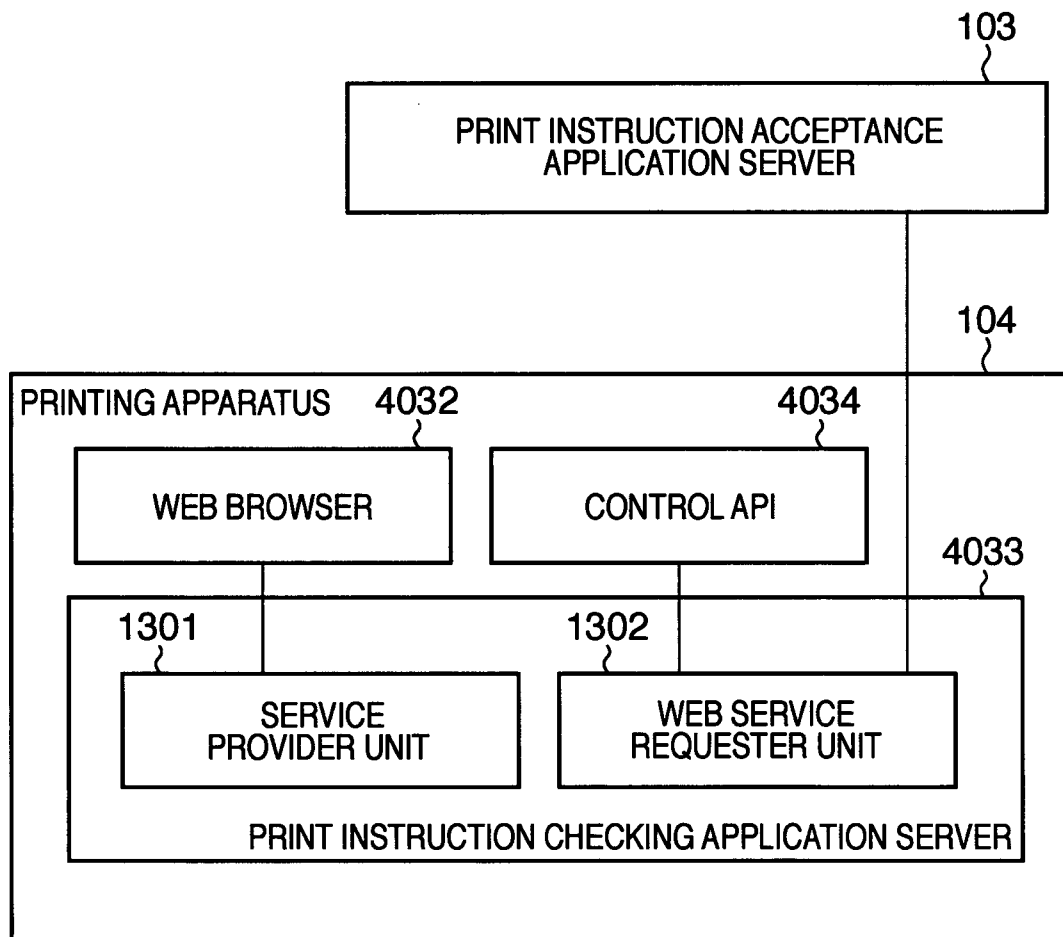 103
PRINT INSTRUCTION ACCEPTANCE
APPLICATION SERVER
104
PRINTING APPARATUS
4032
4034
WEB BROWSER
CONTROL API
4033
1301
1302
SERVICE
PROVIDER UNIT
WEB SERVICE
REQUESTER UNIT
PRINT INSTRUCTION CHECKING APPLICATION SERVER